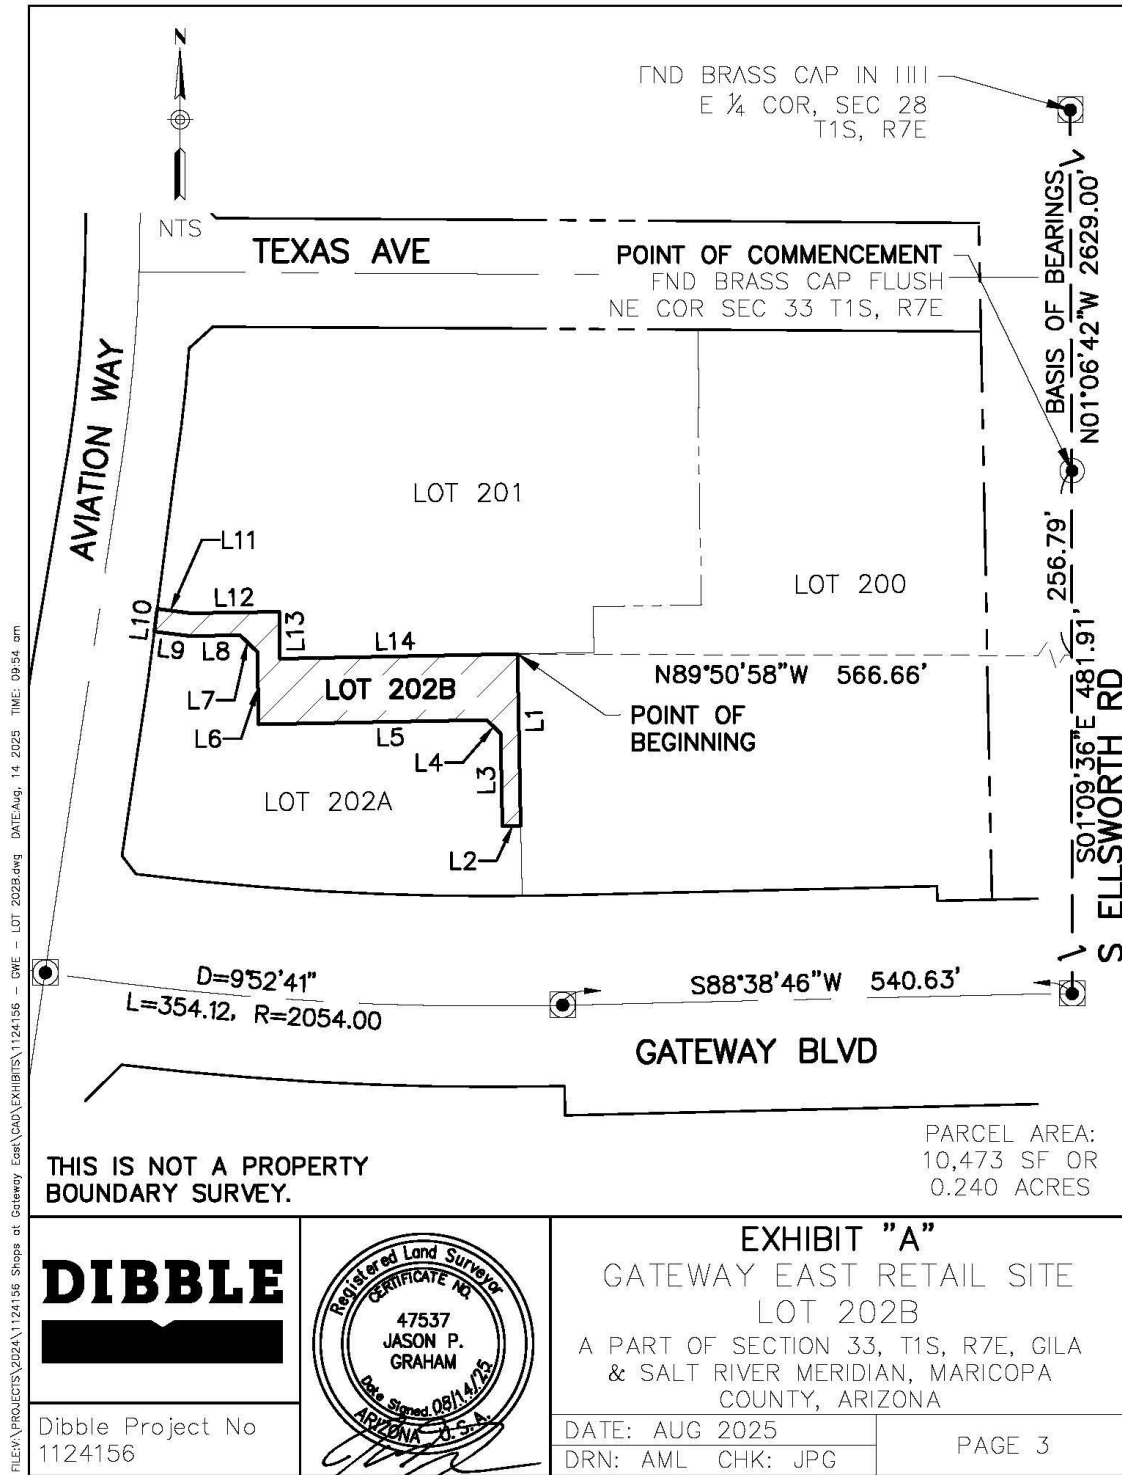 N
NTS
FND BRASS CAP IN HH
E ¼ COR, SEC 28
T1S, R7E
TEXAS AVE
POINT OF COMMENCEMENT
FND BRASS CAP FLUSH
NE COR SEC 33 T1S, R7E
BASIS OF BEARINGS
N01°06'42"W 2629.00'
AVIATION WAY
LOT 201
LOT 200
256.79'
L11
L12
L10
L13
L9
L8
L14
L7
LOT 202B
N89°50'58"W 566.66'
POINT OF
BEGINNING
L6
L5
L4
L1
L3
LOT 202A
L2
S01°09'36"E 481.91'
S ELLSWORTH RD
D=9°52'41"
L=354.12, R=2054.00
S88°38'46"W 540.63'
GATEWAY BLVD
THIS IS NOT A PROPERTY
BOUNDARY SURVEY.
PARCEL AREA:
10,473 SF OR
0.240 ACRES
DIBBLE
Dibble Project No
1124156
Registered Land Surveyor
CERTIFICATE NO.
47537
JASON P.
GRAHAM
Date Signed 08/14/25
ARIZONA U.S.A.
EXHIBIT "A"
GATEWAY EAST RETAIL SITE
LOT 202B
A PART OF SECTION 33, T1S, R7E, GILA
& SALT RIVER MERIDIAN, MARICOPA
COUNTY, ARIZONA
DATE: AUG 2025
DRN: AML CHK: JPG
PAGE 3
FILE:V:\PROJECTS\2024\1124156 Shops at Gateway East\CAD\EXHIBITS\1124156 - GWE - LOT 202B.dwg DATE:Aug, 14 2025 TIME: 09:54 am